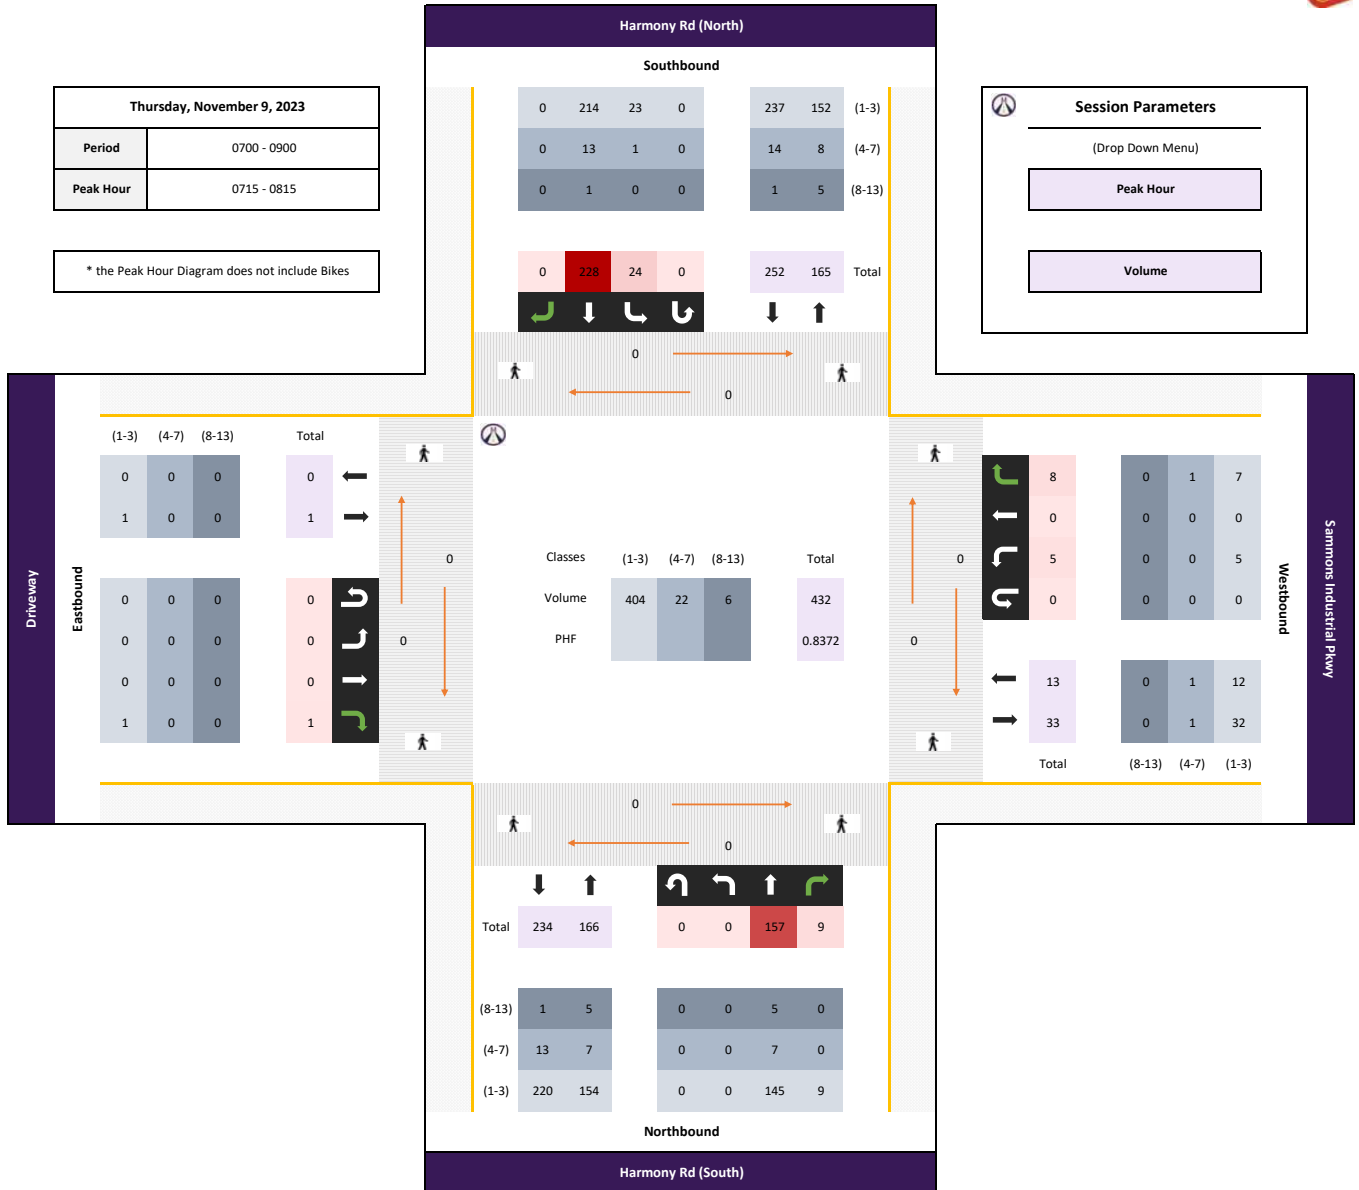 Harmony Rd (North)
Southbound
Thursday, November 9, 2023
Period 0700 - 0900
Peak Hour 0715 - 0815
* the Peak Hour Diagram does not include Bikes
0 214 23 0 237 152 (1-3)
0 13 1 0 14 8 (4-7)
0 1 0 0 1 5 (8-13)
0 228 24 0 252 165 Total
Session Parameters
(Drop Down Menu)
Peak Hour
Volume
0
0
Driveway
Eastbound
(1-3) (4-7) (8-13) Total
0 0 0 0
1 0 0 1
0 0 0 0
0 0 0 0
0 0 0 0
1 0 0 1
0
0
Classes (1-3) (4-7) (8-13) Total
Volume 404 22 6 432
PHF 0.8372
0
0
8 0 1 7
0 0 0 0
5 0 0 5
0 0 0 0
13 0 1 12
33 0 1 32
Total (8-13) (4-7) (1-3)
Westbound
Sammons Industrial Pkwy
0
0
Total 234 166 0 0 157 9
(8-13) 1 5 0 0 5 0
(4-7) 13 7 0 0 7 0
(1-3) 220 154 0 0 145 9
Northbound
Harmony Rd (South)